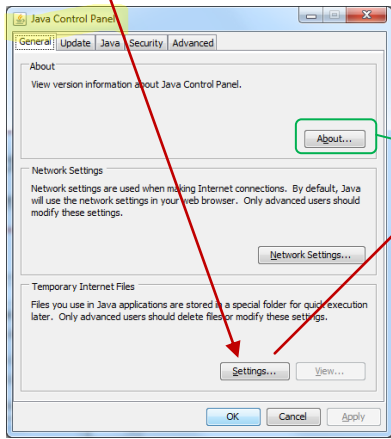 Java Control Panel
General Update Java Security Advanced
About
View version information about Java Control Panel.
About...
Network Settings
Network settings are used when making Internet connections. By default, Java
will use the network settings in your web browser. Only advanced users should
modify these settings.
Network Settings...
Temporary Internet Files
Files you use in Java applications are stored in a special folder for quick execution
later. Only advanced users should delete files or modify these settings.
Settings... View...
OK Cancel Apply